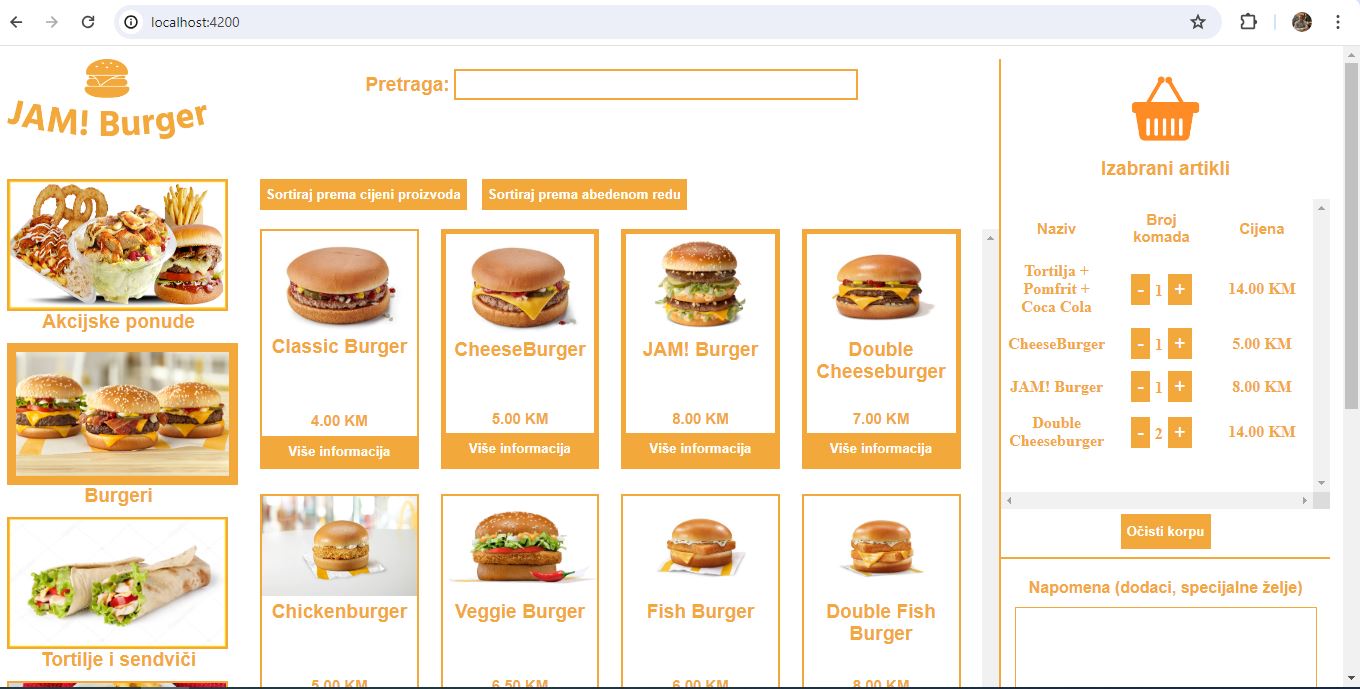 localhost:4200
JAM! Burger
Pretraga:
Akcijske ponude
Burgeri
Tortilje i sendviči
Sortiraj prema cijeni proizvoda
Sortiraj prema abedenom redu
Classic Burger
4.00 KM
Više informacija
CheeseBurger
5.00 KM
Više informacija
JAM! Burger
8.00 KM
Više informacija
Double
Cheeseburger
7.00 KM
Više informacija
Chickenburger
5.00 KM
Veggie Burger
6.50 KM
Fish Burger
6.00 KM
Double Fish
Burger
8.00 KM
Izabrani artikli
Naziv
Broj
komada
Cijena
Tortilja +
Pomfrit +
Coca Cola
- 1 +
14.00 KM
CheeseBurger
- 1 +
5.00 KM
JAM! Burger
- 1 +
8.00 KM
Double
Cheeseburger
- 2 +
14.00 KM
Očisti korpu
Napomena (dodaci, specijalne želje)